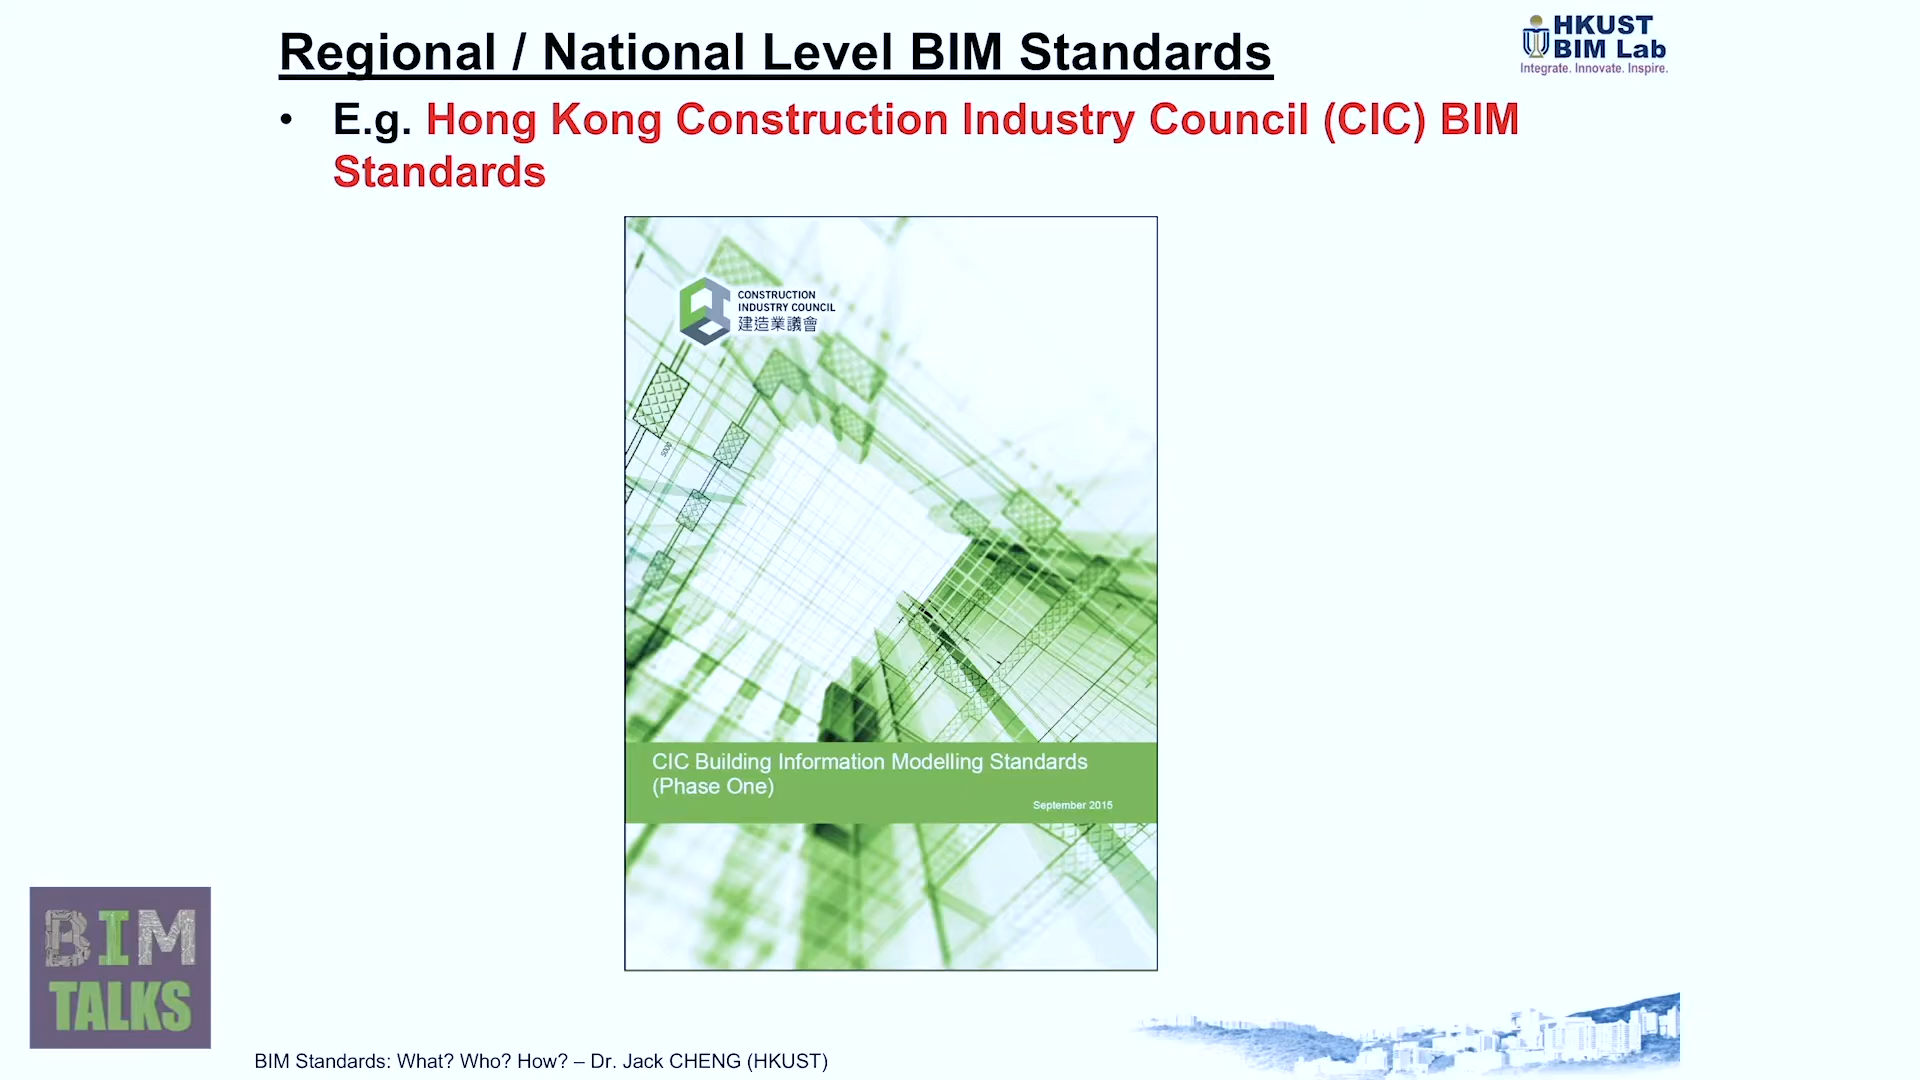 Regional / National Level BIM Standards
HKUST
BIM Lab
Integrate. Innovate. Inspire.
• E.g. Hong Kong Construction Industry Council (CIC) BIM
Standards
CONSTRUCTION
INDUSTRY COUNCIL
建造業議會
5000
CIC Building Information Modelling Standards
(Phase One)
September 2015
BIM
TALKS
BIM Standards: What? Who? How? – Dr. Jack CHENG (HKUST)